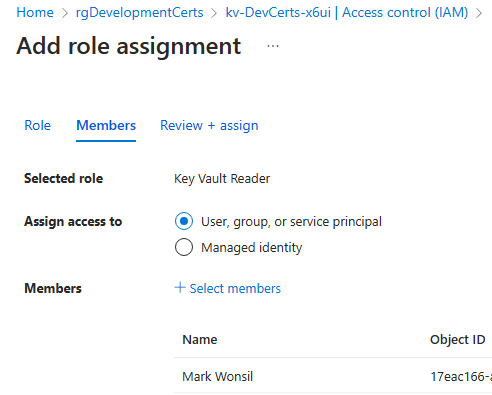 Home > rgDevelopmentCerts > kv-DevCerts-x6ui | Access control (IAM) >
Add role assignment ...
Role Members Review + assign
Selected role Key Vault Reader
Assign access to User, group, or service principal
Managed identity
Members + Select members
Name Object ID
Mark Wonsil 17eac166-